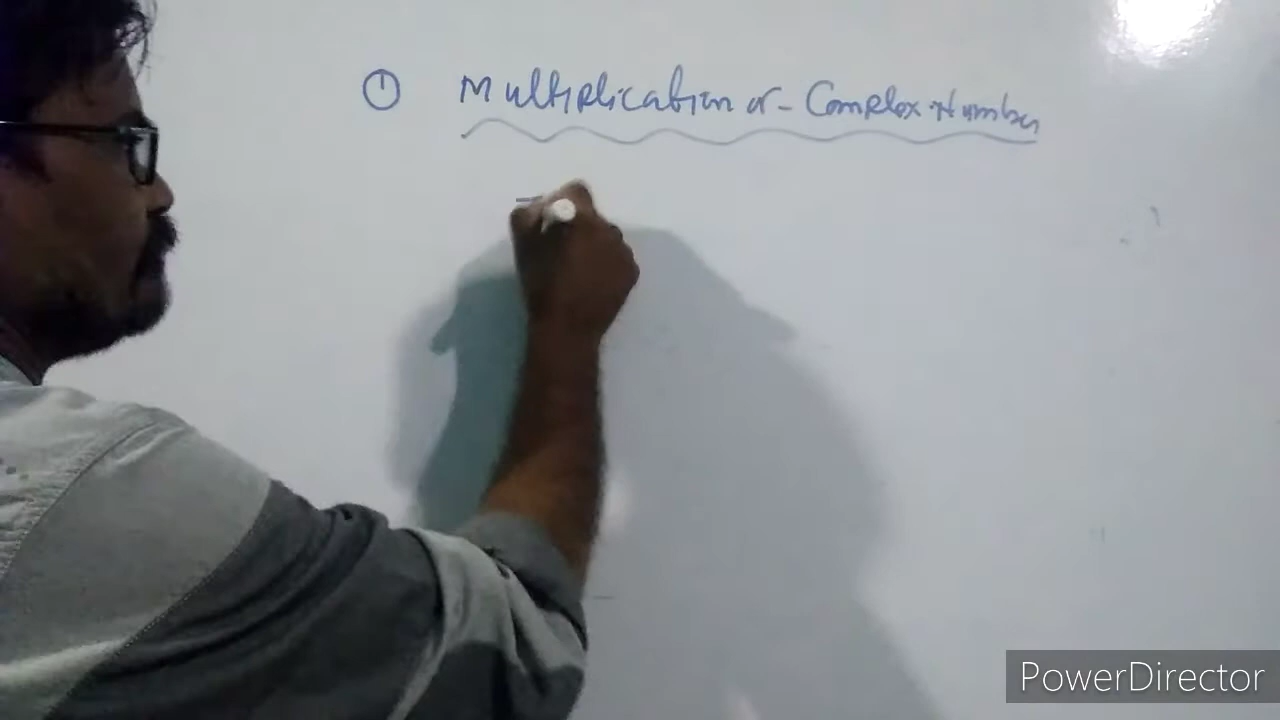 ① Multiplication of - Complex Number
PowerDirector